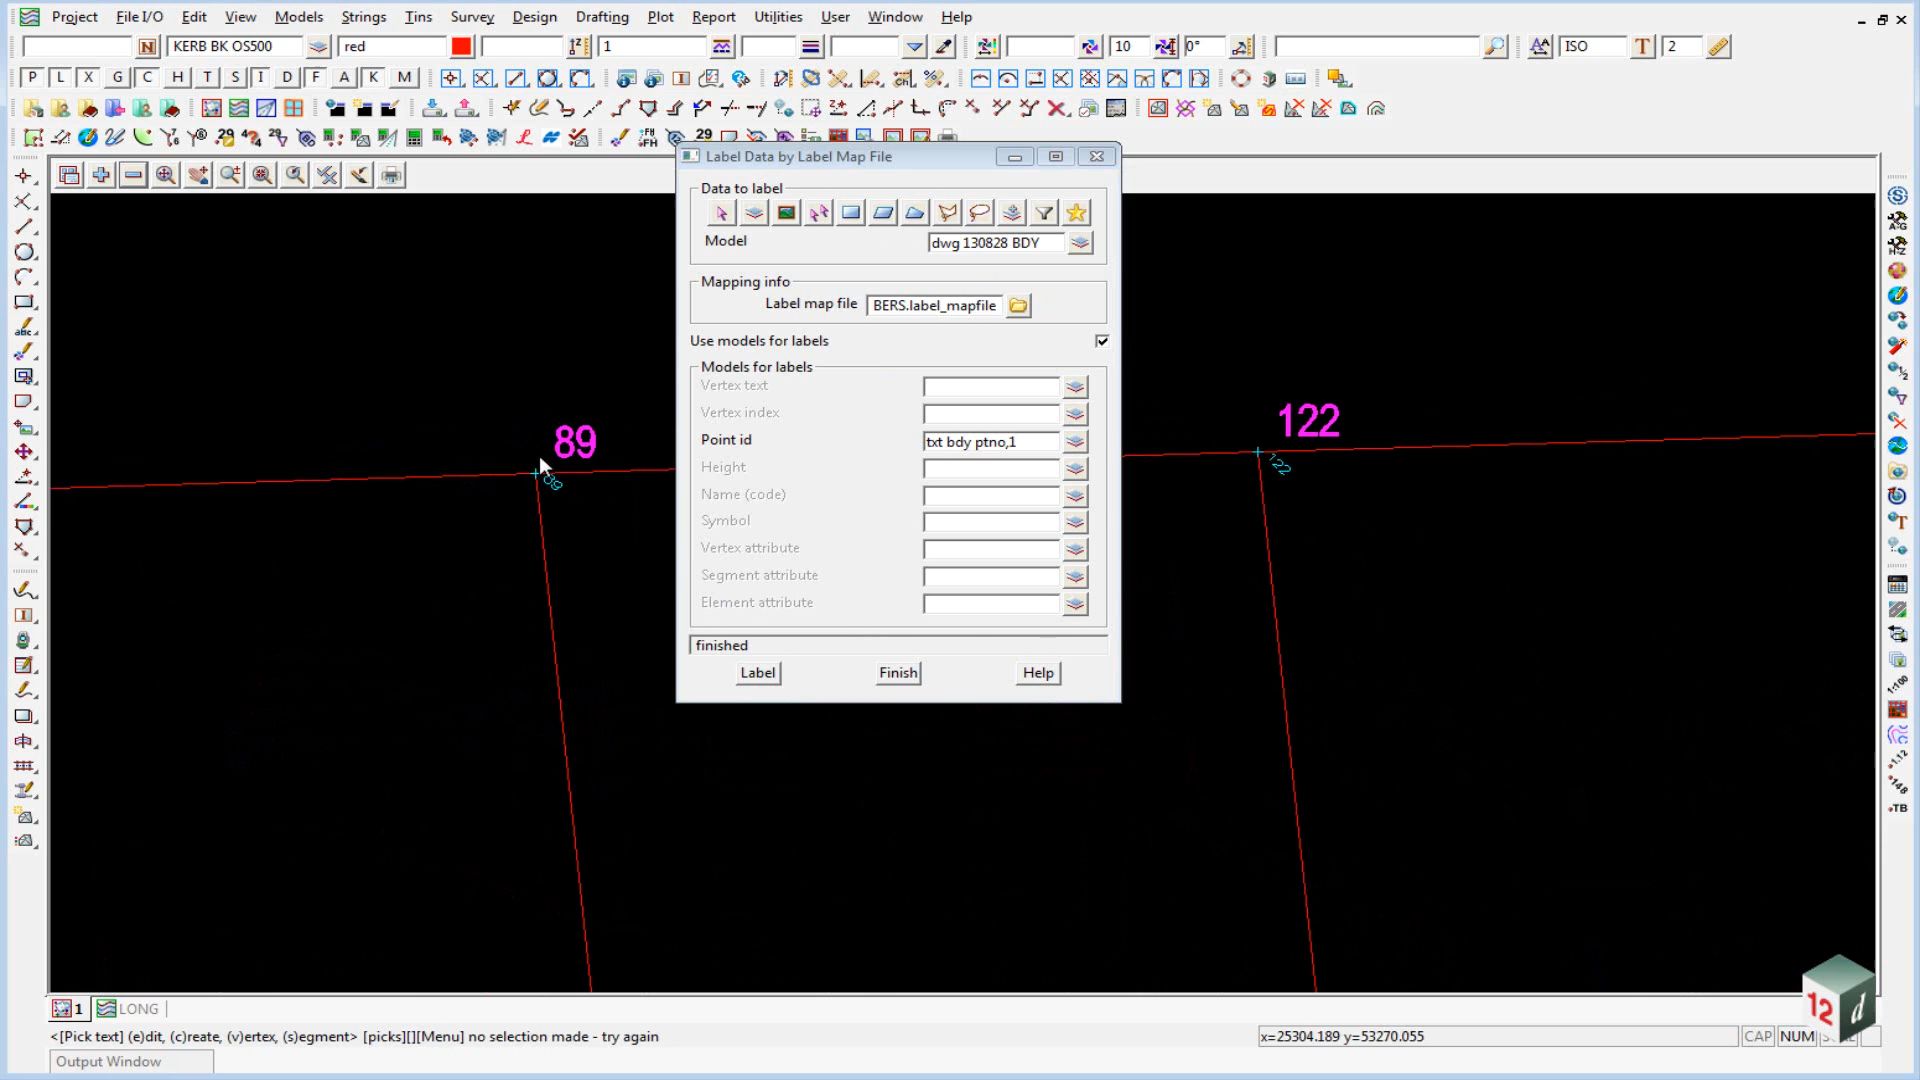 Project File I/O Edit View Models Strings Tins Survey Design Drafting Plot Report Utilities User Window Help
N KERB BK OS500 red 1 10 0° ISO T 2
P L X G C H T S I D F A K M
Label Data by Label Map File
Data to label
Model dwg 130828 BDY
Mapping info
Label map file BERS.label_mapfile
Use models for labels
Models for labels
Vertex text
Vertex index
Point id txt bdy ptno,1
Height
Name (code)
Symbol
Vertex attribute
Segment attribute
Element attribute
finished
Label Finish Help
89
89
122
122
1 LONG
<[Pick text] (e)dit, (c)reate, (v)ertex, (s)egment> [picks][][Menu] no selection made - try again
x=25304.189 y=53270.055 CAP NUM
Output Window
12 d